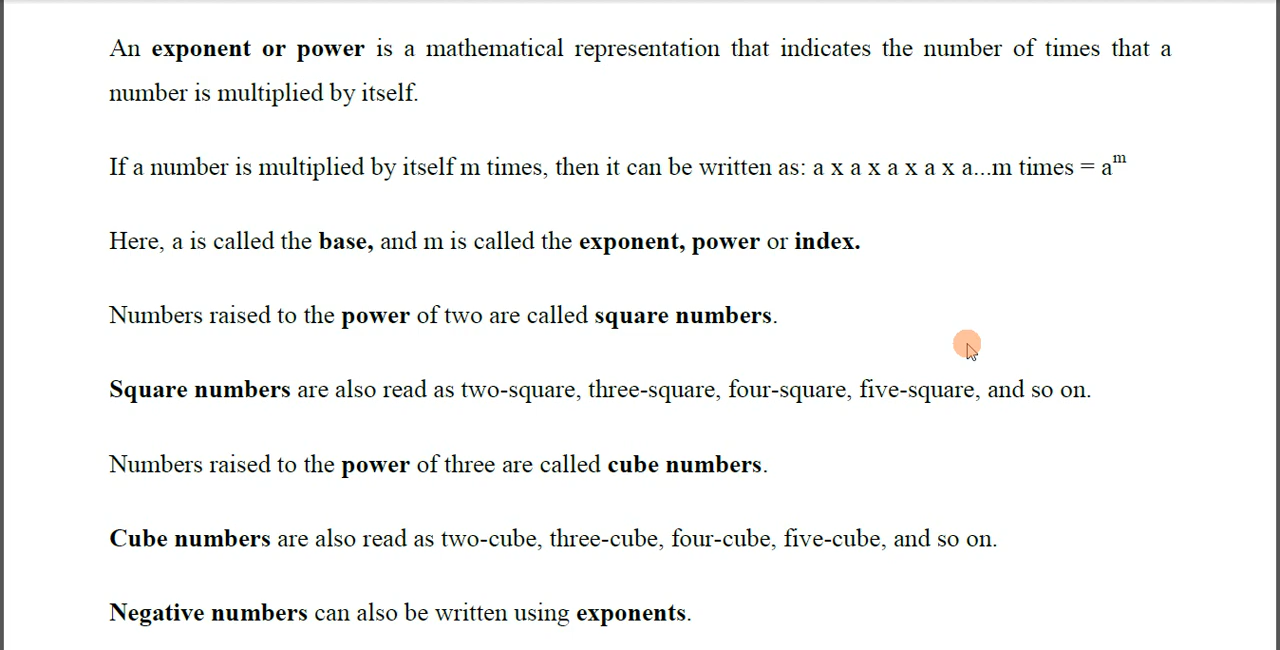 An exponent or power is a mathematical representation that indicates the number of times that a
number is multiplied by itself.
If a number is multiplied by itself m times, then it can be written as: a x a x a x a x a...m times = aᵐ
Here, a is called the base, and m is called the exponent, power or index.
Numbers raised to the power of two are called square numbers.
Square numbers are also read as two-square, three-square, four-square, five-square, and so on.
Numbers raised to the power of three are called cube numbers.
Cube numbers are also read as two-cube, three-cube, four-cube, five-cube, and so on.
Negative numbers can also be written using exponents.